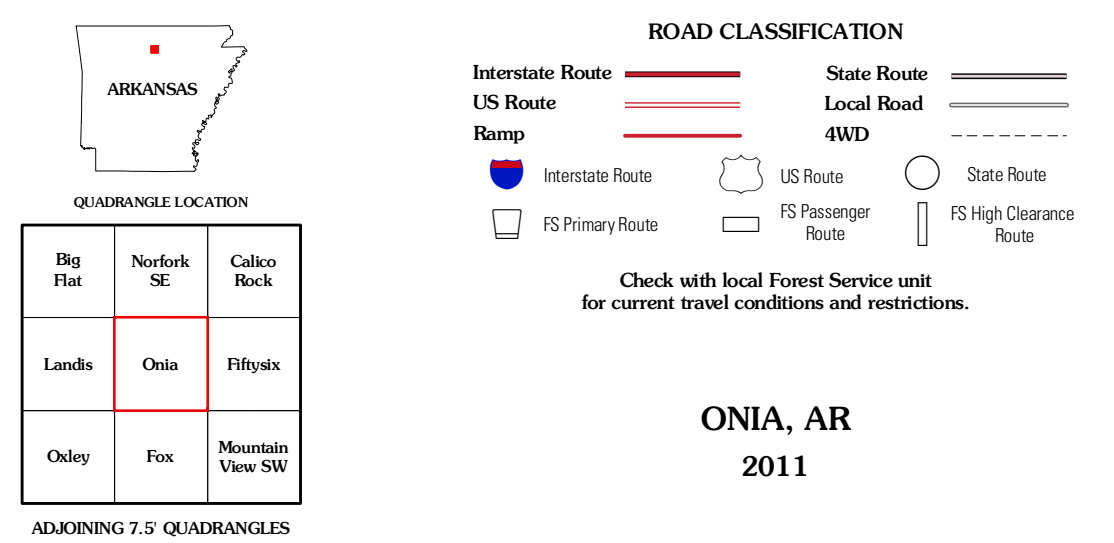 ARKANSAS
QUADRANGLE LOCATION
Big
Flat
Norfork
SE
Calico
Rock
Landis
Onia
Fiftysix
Oxley
Fox
Mountain
View SW
ADJOINING 7.5' QUADRANGLES
ROAD CLASSIFICATION
Interstate Route
State Route
US Route
Local Road
Ramp
4WD
Interstate Route
US Route
State Route
FS Primary Route
FS Passenger
Route
FS High Clearance
Route
Check with local Forest Service unit
for current travel conditions and restrictions.
ONIA, AR
2011